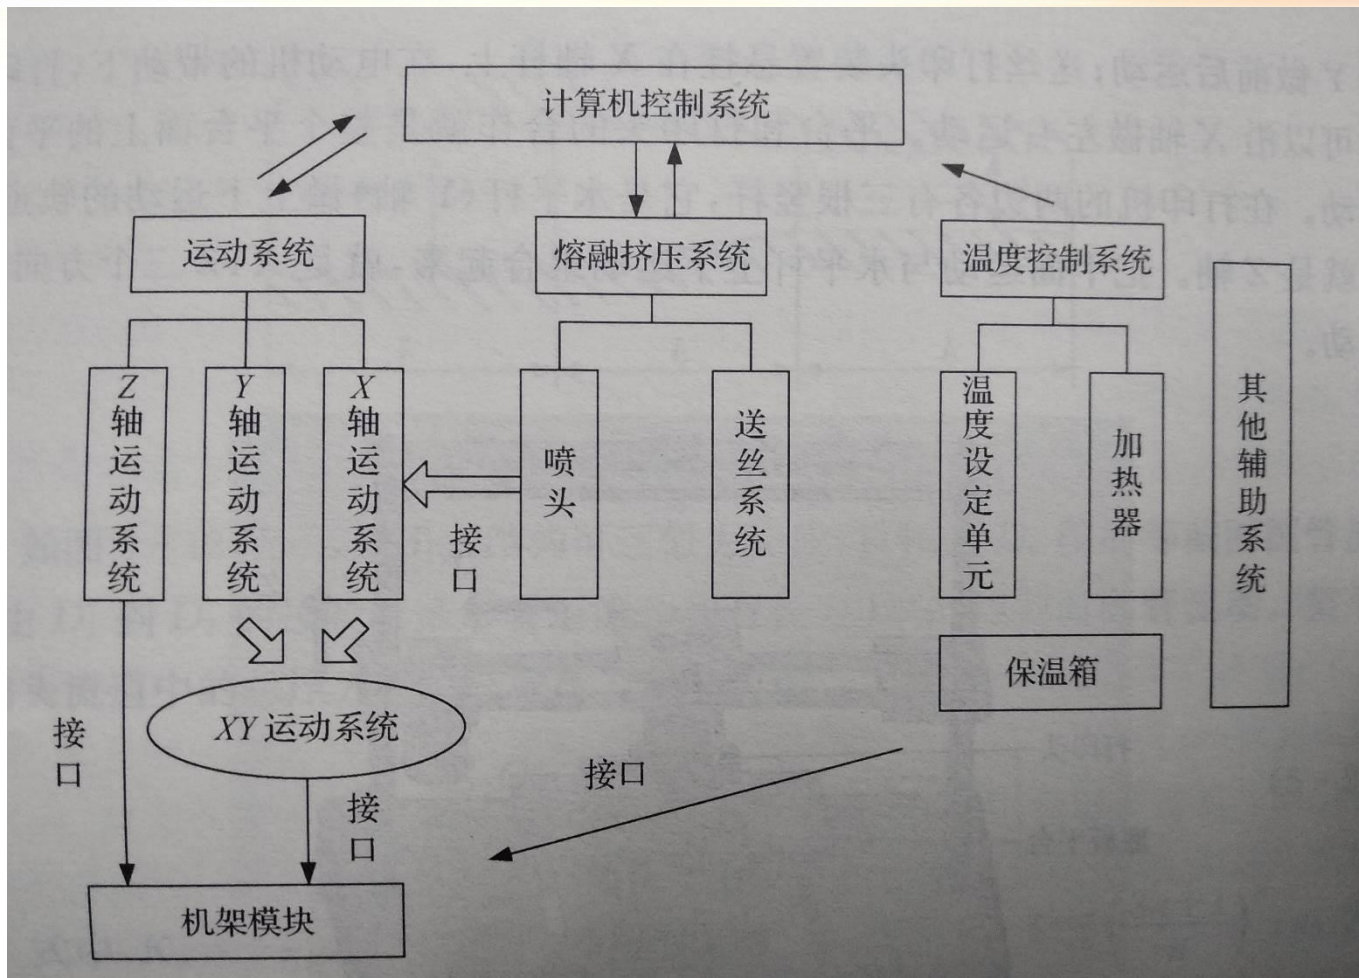 计算机控制系统
运动系统
熔融挤压系统
温度控制系统
Z轴运动系统
Y轴运动系统
X轴运动系统
接口
喷头
送丝系统
温度设定单元
加热器
其他辅助系统
保温箱
XY运动系统
接口
接口
接口
机架模块